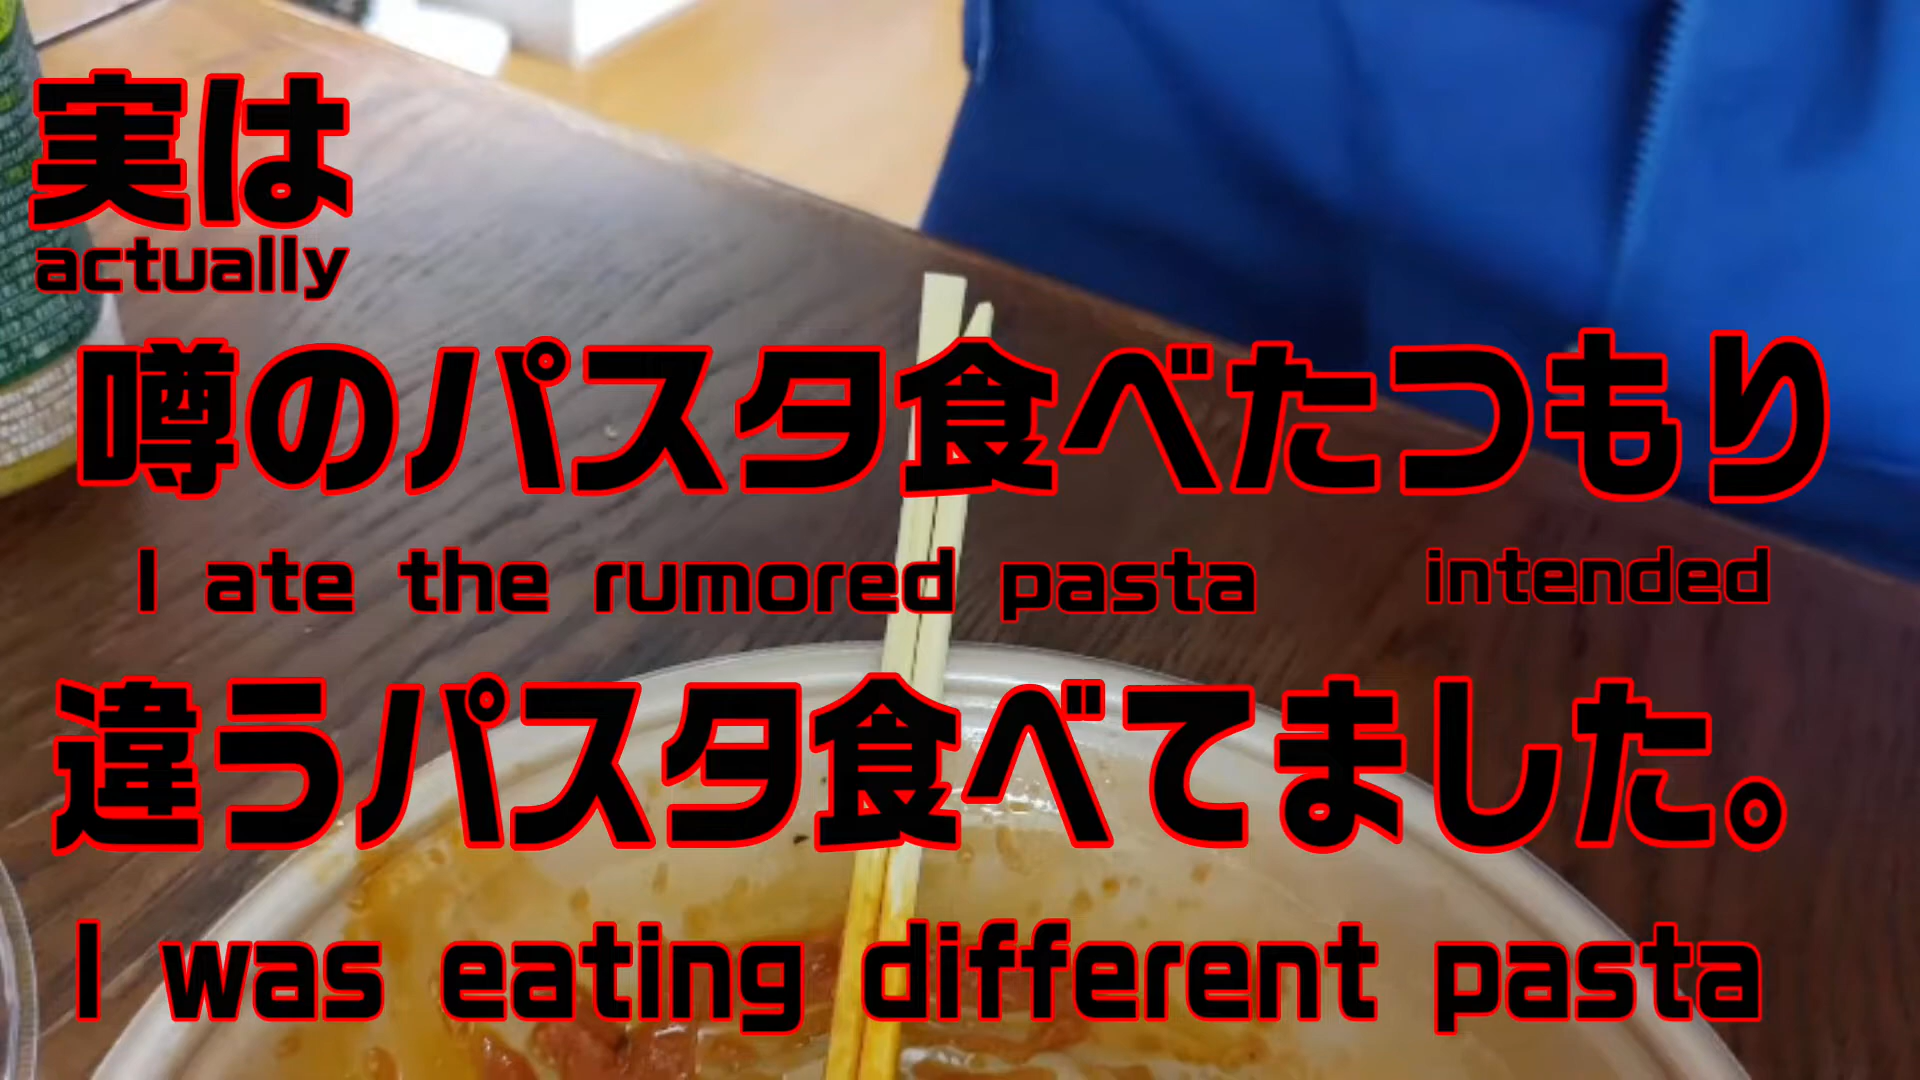 実は
actually
噂のパスタ食べたつもり
I ate the rumored pasta intended
違うパスタ食べてました。
I was eating different pasta